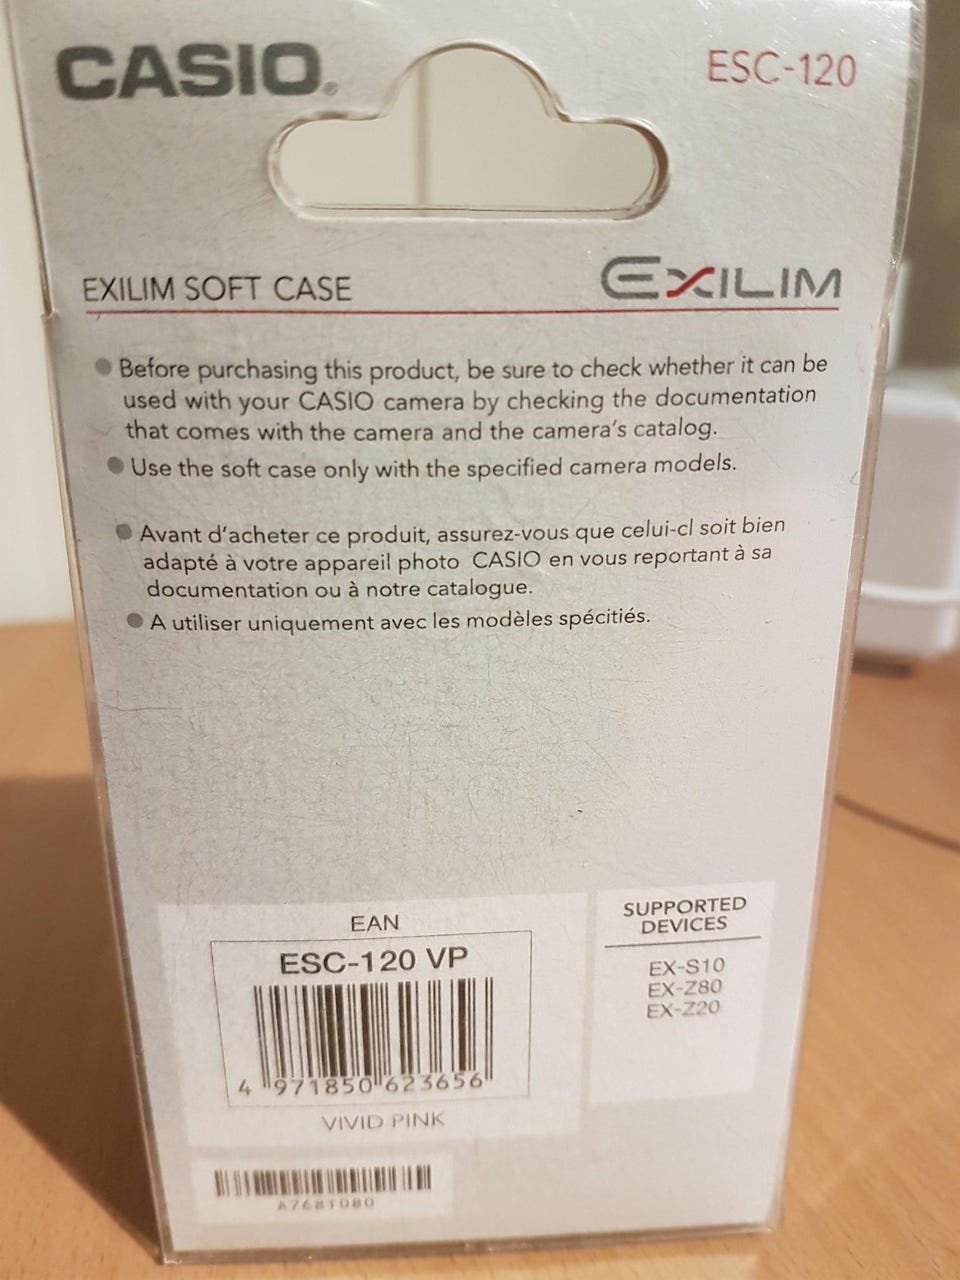 CASIO®
ESC-120
EXILIM SOFT CASE
EXILIM
● Before purchasing this product, be sure to check whether it can be
used with your CASIO camera by checking the documentation
that comes with the camera and the camera's catalog.
● Use the soft case only with the specified camera models.
● Avant d'acheter ce produit, assurez-vous que celui-cl soit bien
adapté à votre appareil photo CASIO en vous reportant à sa
documentation ou à notre catalogue.
● A utiliser uniquement avec les modèles spécitiés.
EAN
ESC-120 VP
4 971850 623656
VIVID PINK
SUPPORTED
DEVICES
EX-S10
EX-Z80
EX-Z20